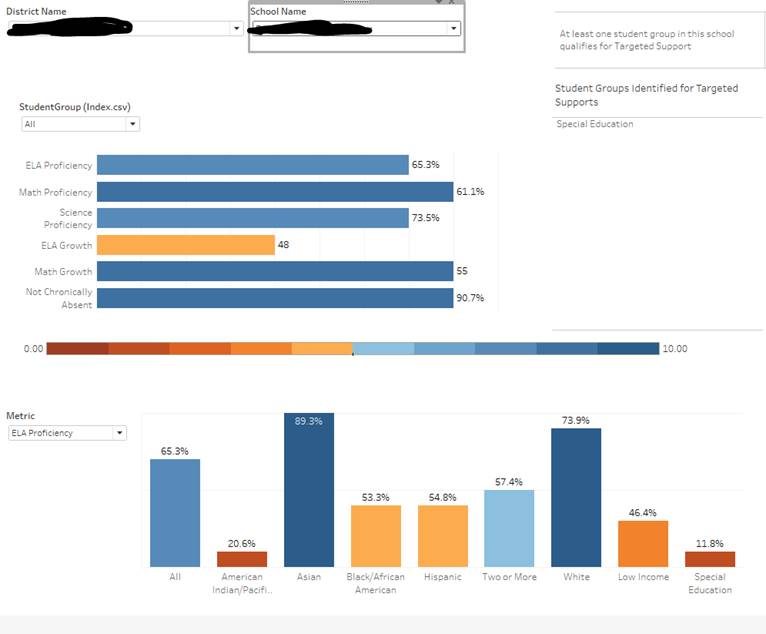 District Name
School Name
At least one student group in this school
qualifies for Targeted Support
Student Groups Identified for Targeted
Supports
Special Education
StudentGroup (Index.csv)
All
ELA Proficiency
65.3%
Math Proficiency
61.1%
Science
Proficiency
73.5%
ELA Growth
48
Math Growth
55
Not Chronically
Absent
90.7%
0.00
10.00
Metric
ELA Proficiency
65.3%
20.6%
89.3%
53.3%
54.8%
57.4%
73.9%
46.4%
11.8%
All
American
Indian/Pacifi..
Asian
Black/African
American
Hispanic
Two or More
White
Low Income
Special
Education